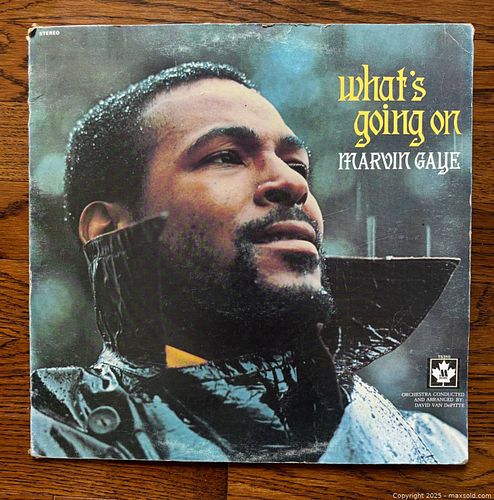 STEREO
what's
going on
MARVIN GAYE
TS310
ORCHESTRA CONDUCTED
AND ARRANGED BY
DAVID VAN DePITTE
Copyright © 2025 - maxsold.com